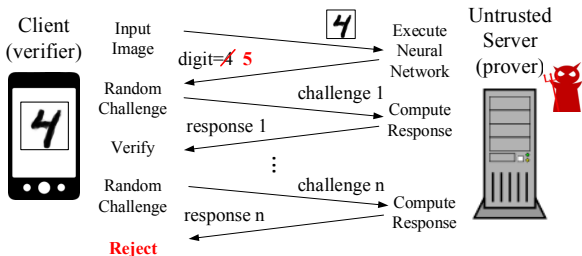 Client
(verifier)
4
Input
Image
4
Execute
Neural
Network
Untrusted
Server
(prover)
digit=4 5
Random
Challenge
challenge 1
Compute
Response
response 1
Verify
⋮
Random
Challenge
challenge n
Compute
Response
response n
Reject